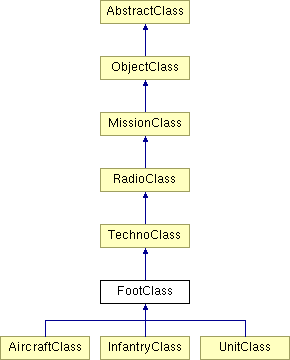 AbstractClass
ObjectClass
MissionClass
RadioClass
TechnoClass
FootClass
AircraftClass InfantryClass UnitClass